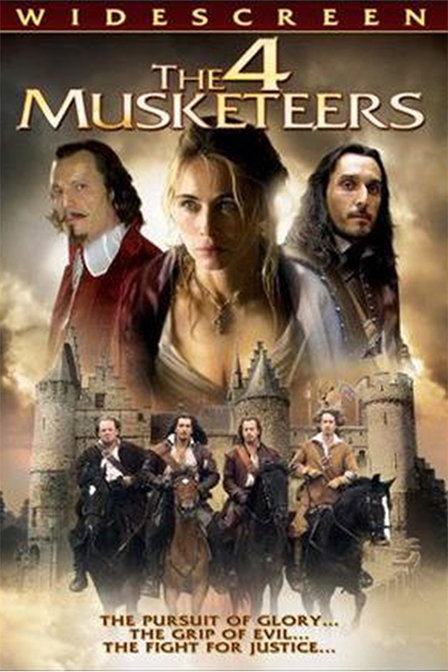 WIDESCREEN
THE 4
MUSKETEERS
THE PURSUIT OF GLORY...
THE GRIP OF EVIL...
THE FIGHT FOR JUSTICE...